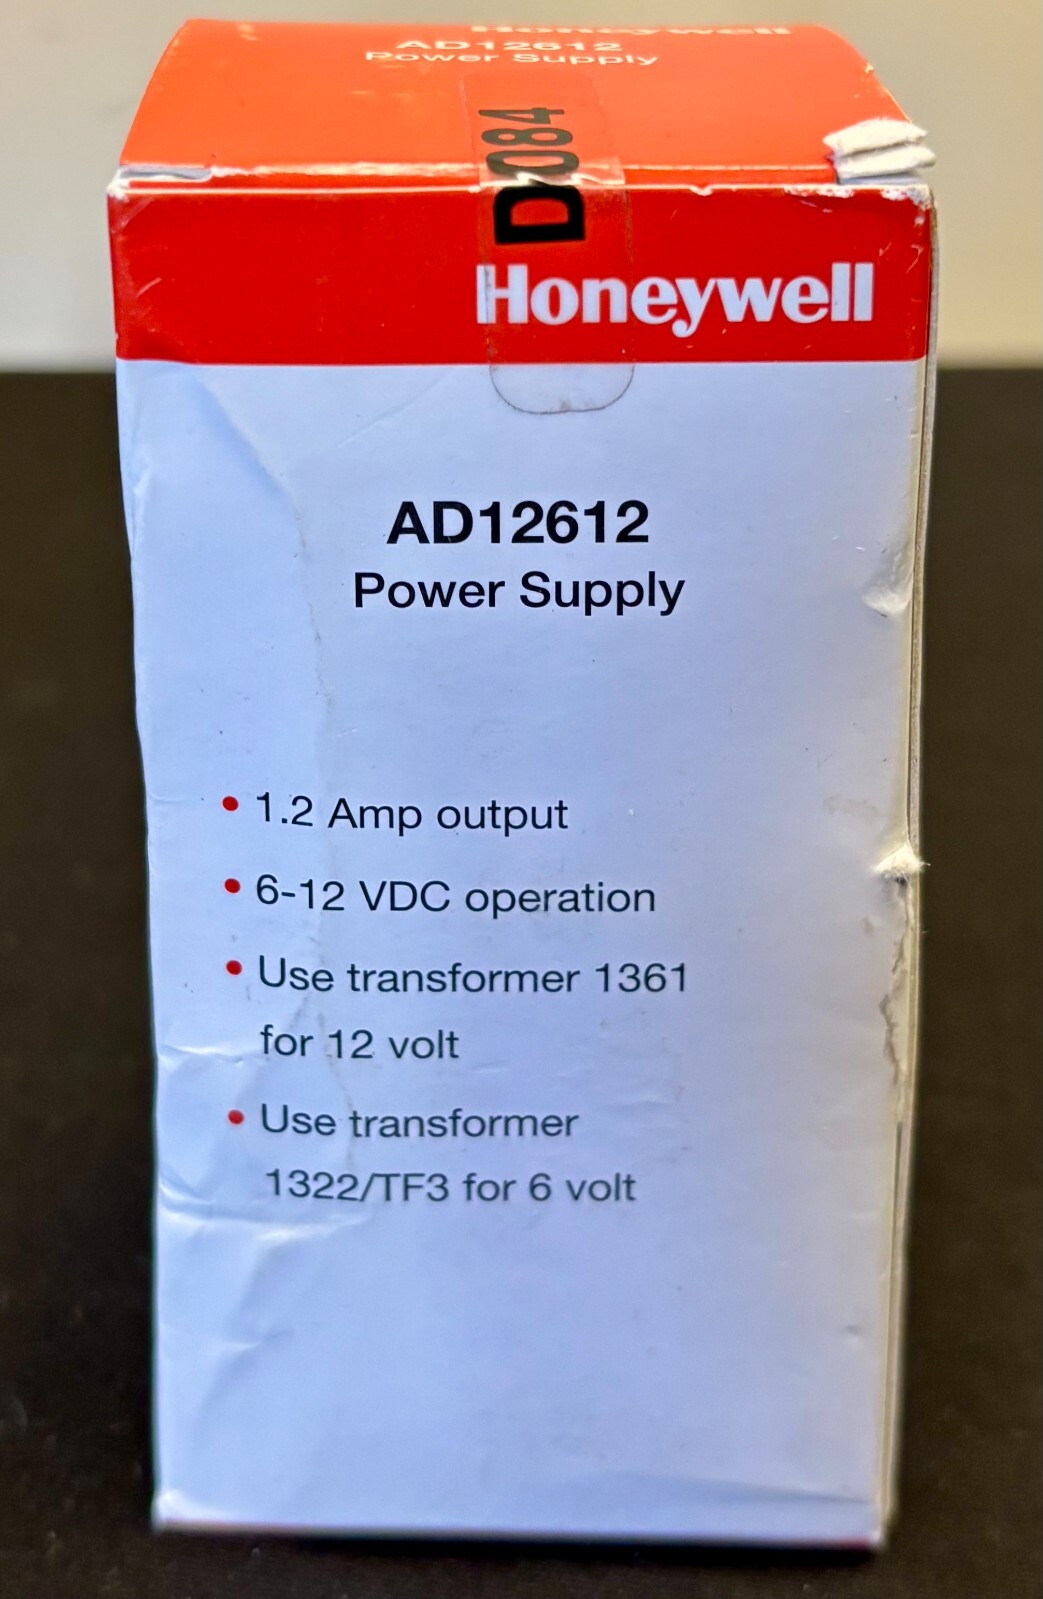 Honeywell
AD12612
Power Supply
D084
Honeywell
AD12612
Power Supply
• 1.2 Amp output
• 6-12 VDC operation
• Use transformer 1361
for 12 volt
• Use transformer
1322/TF3 for 6 volt